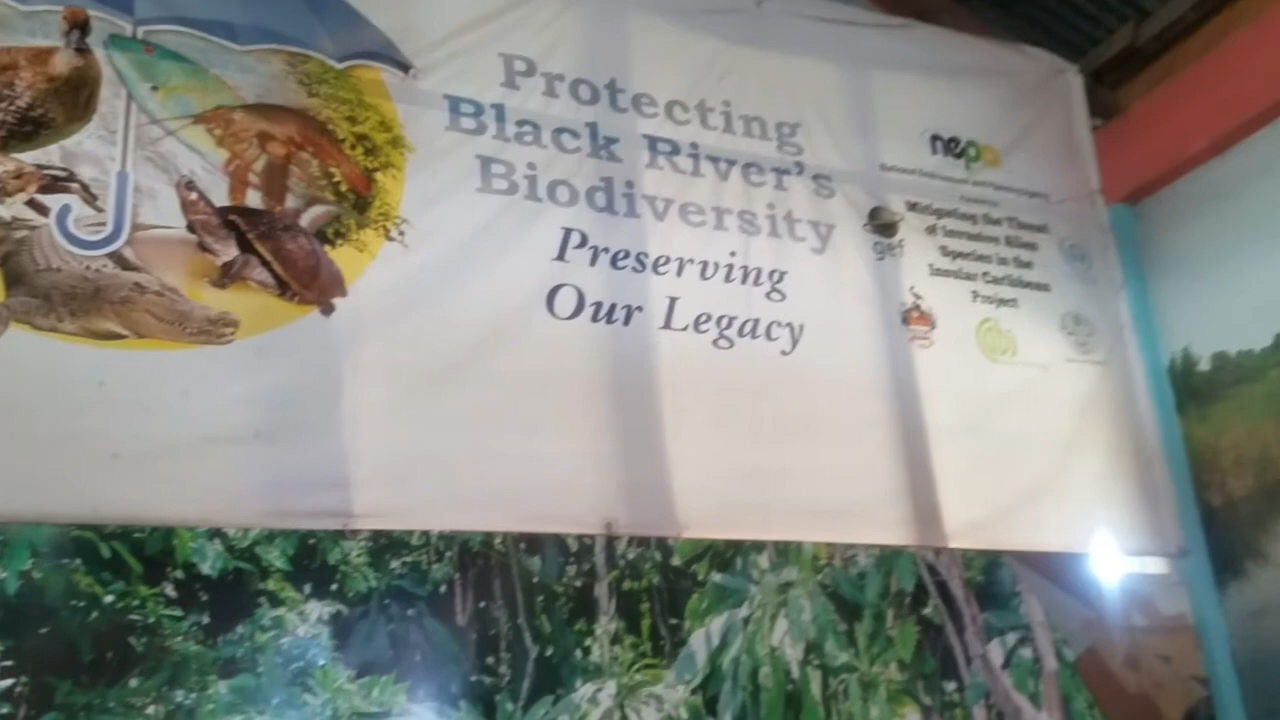 Protecting
Black River's
Biodiversity
Preserving
Our Legacy
nepa
gef
Mitigating the Threat
of Invasive Alien
Species in the
Insular Caribbean
Project